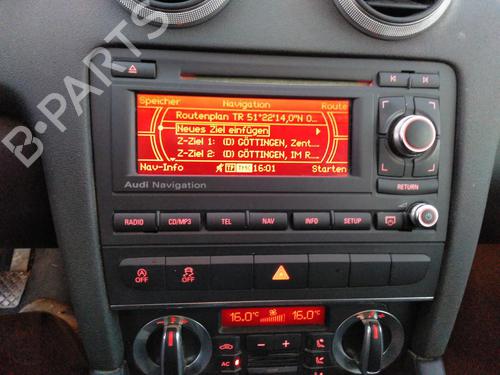 B-PARTS
Speicher Navigation Route
Routenplan TR 51°22'14,0"N 0...
Neues Ziel einfügen
Z-Ziel 1: (D) GÖTTINGEN, Zent...
Z-Ziel 2: (D) GÖTTINGEN, IM R...
Nav-Info TP TMC 16:01 Starten
Audi Navigation
RETURN
RADIO CD/MP3 TEL NAV INFO SETUP
OFF OFF
16.0°C 16.0°C
AC